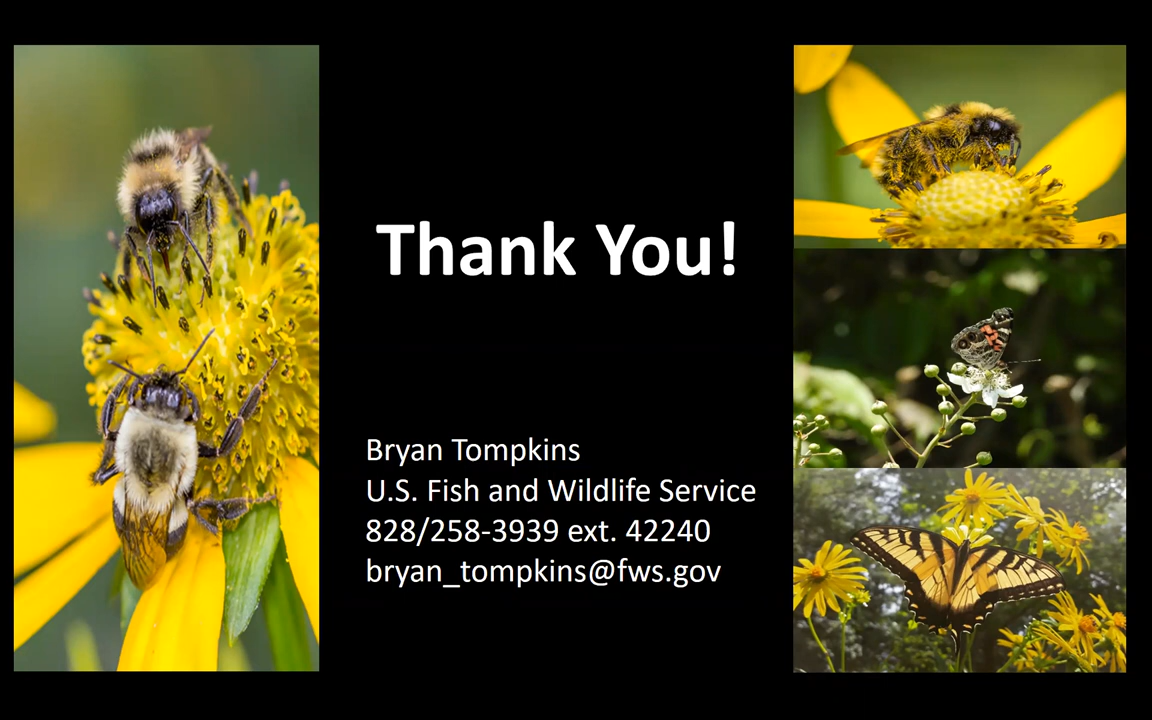 Thank You!
Bryan Tompkins
U.S. Fish and Wildlife Service
828/258-3939 ext. 42240
bryan_tompkins@fws.gov